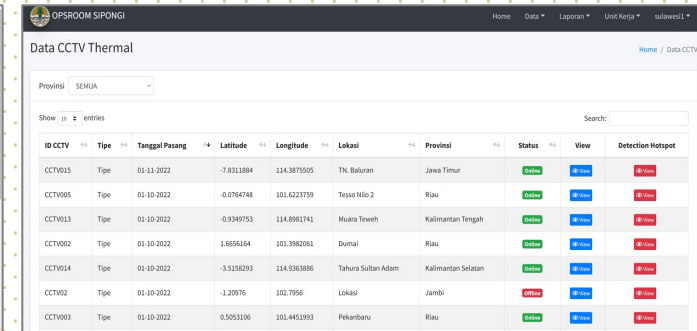 OPSROOM SIPONGI
Home Data Laporan Unit Kerja sulawesi1
Data CCTV Thermal
Home / Data CCTV
Provinsi SEMUA
Show 10 entries Search:
ID CCTV Tipe Tanggal Pasang Latitude Longitude Lokasi Provinsi Status View Detection Hotspot
CCTV015 Tipe 01-11-2022 -7.8311884 114.3875505 TN. Baluran Jawa Timur Online View View
CCTV005 Tipe 01-10-2022 -0.0764748 101.6223759 Tesso Nilo 2 Riau Online View View
CCTV013 Tipe 01-10-2022 -0.9349753 114.8981741 Muara Teweh Kalimantan Tengah Online View View
CCTV002 Tipe 01-10-2022 1.6656164 101.3982061 Dumai Riau Online View View
CCTV014 Tipe 01-10-2022 -3.5158293 114.9363886 Tahura Sultan Adam Kalimantan Selatan Online View View
CCTV02 Tipe 01-10-2022 -1.20976 102.7956 Lokasi Jambi Offline View View
CCTV003 Tipe 01-10-2022 0.5053106 101.4451993 Pekanbaru Riau Online View View